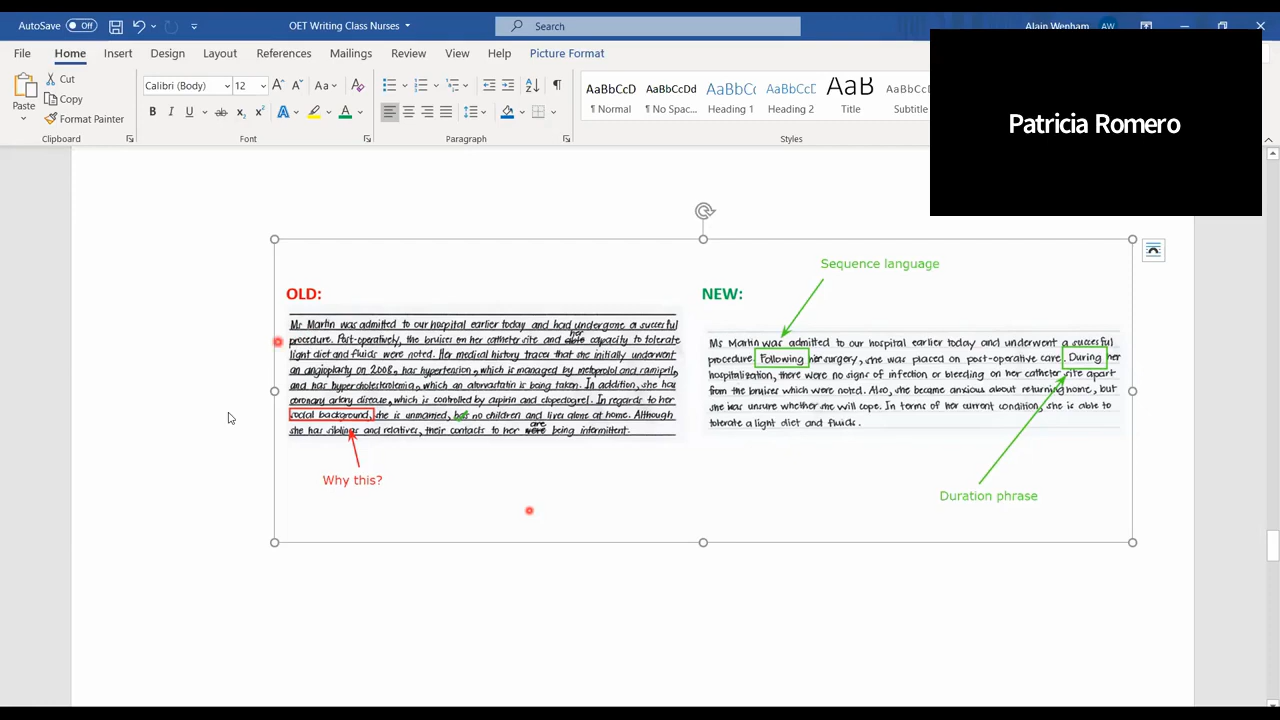 AutoSave Off OET Writing Class Nurses Search Alain Wenham AW
File Home Insert Design Layout References Mailings Review View Help Picture Format
Patricia Romero
Cut
Copy
Format Painter
Paste
Calibri (Body) 12
AaBbCcD AaBbCcDd AaBbCc AaBbCcD AaB AaBbCcD
¶ Normal ¶ No Spac... Heading 1 Heading 2 Title Subtitle
Clipboard Font Paragraph Styles
Sequence language
OLD:
Ms Martin was admitted to our hospital earlier today and had undergone a succesful
procedure. Post-operatively, the bruises on her catheter site and able her capacity to tolerate
light diet and fluids were noted. Her medical history traces that she initially underwent
an angioplasty on 2008, has hypertension, which is managed by metoprolol and ramipril,
and has hypercholesterolemia, which an atorvastatin is being taken. In addition, she has
coronary artery disease, which is controlled by aspirin and clopedogrel. In regards to her
social background, she is unmarried, has no children and lives alone at home. Although
she has siblings and relatives, their contacts to her were are being intermittent.
Why this?
NEW:
Ms Martin was admitted to our hospital earlier today and underwent a succesful
procedure. Following her surgery, she was placed on post-operative care. During her
hospitalization, there were no signs of infection or bleeding on her catheter site apart
from the bruises which were noted. Also, she became anxious about returning home, but
she was unsure whether she will cope. In terms of her current condition, she is able to
tolerate a light diet and fluids.
Duration phrase